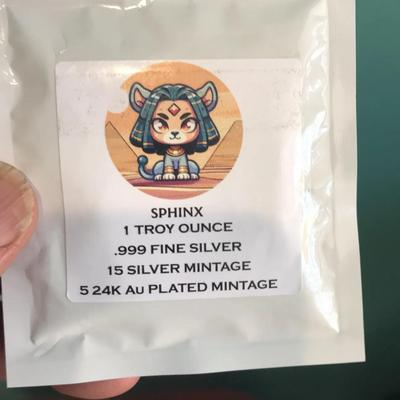 SPHINX
1 TROY OUNCE
.999 FINE SILVER
15 SILVER MINTAGE
5 24K Au PLATED MINTAGE